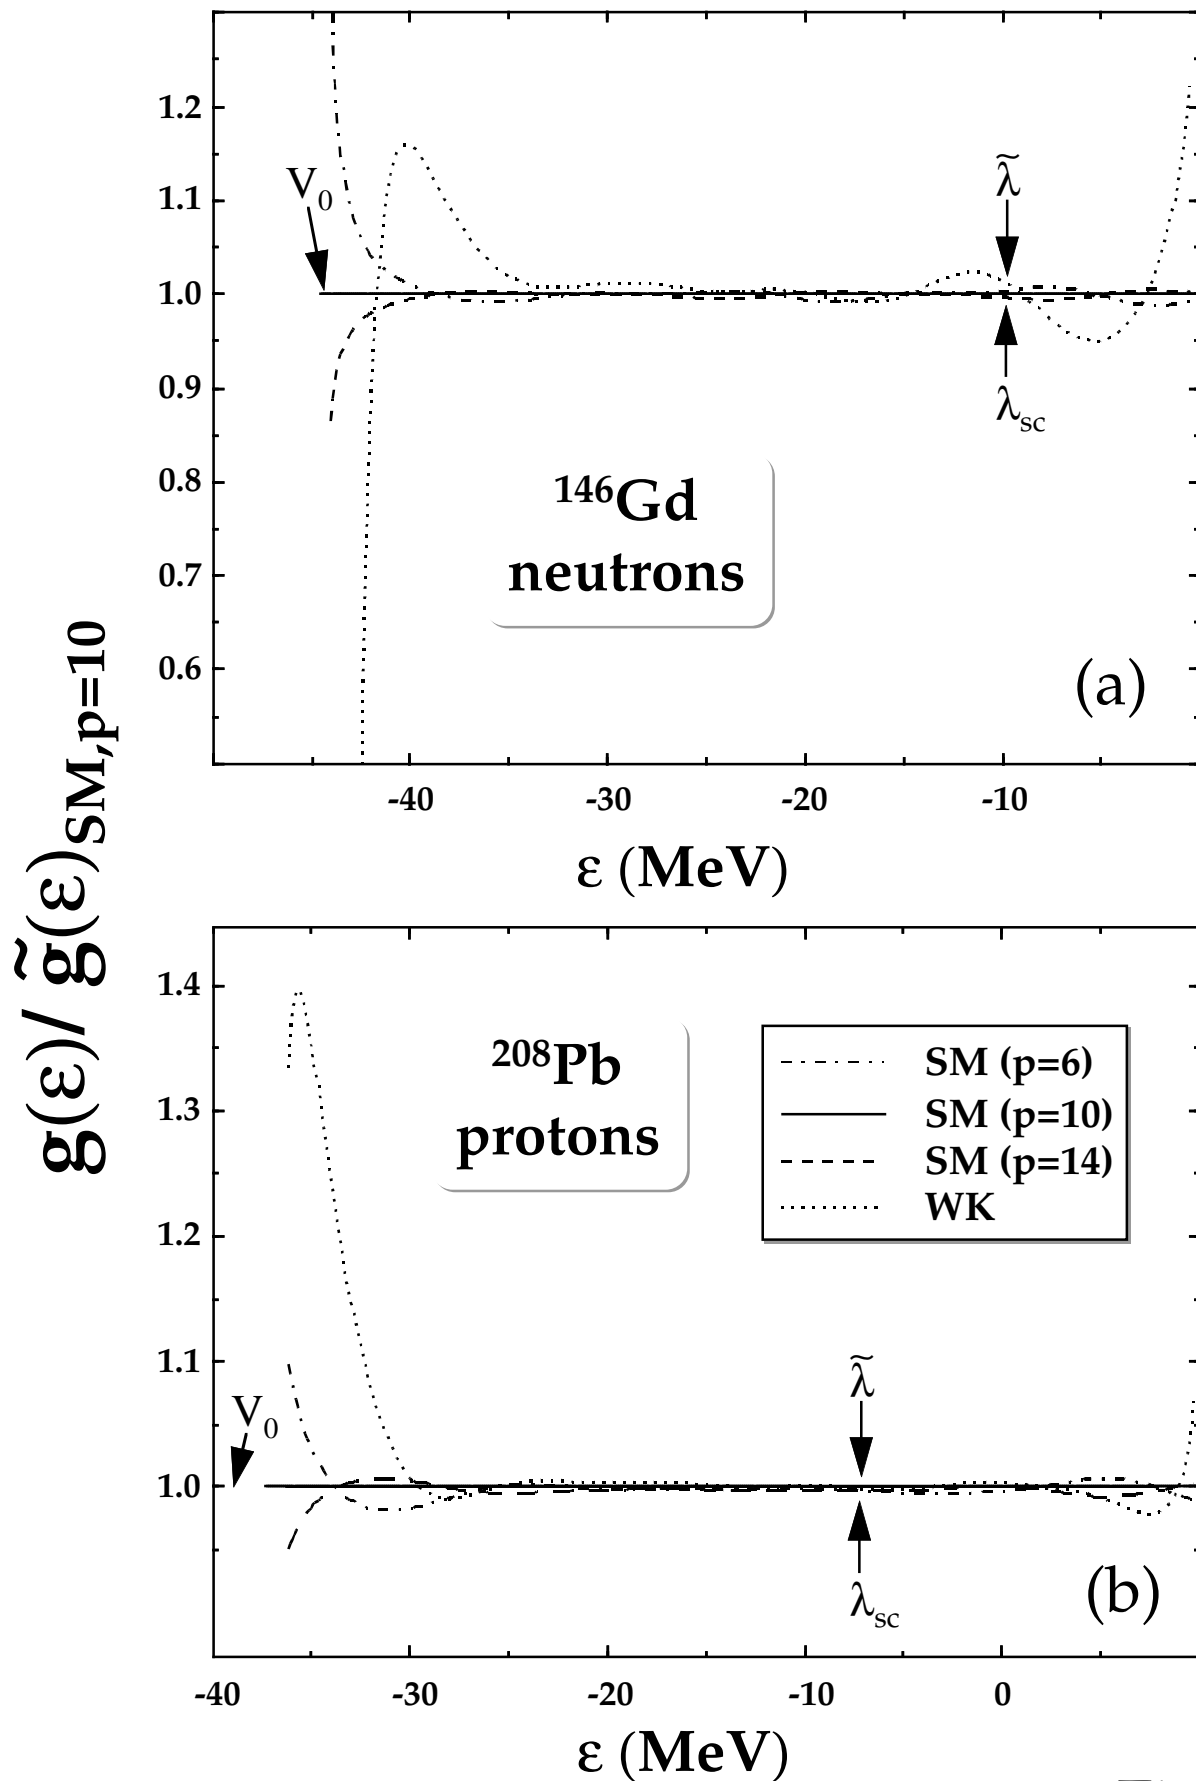 g(ε)/ g̃(ε)SM,p=10
1.2
1.1
1.0
0.9
0.8
0.7
0.6
V₀
λ̃
λsc
¹⁴⁶Gd
neutrons
(a)
-40
-30
-20
-10
ε (MeV)
1.4
1.3
1.2
1.1
1.0
²⁰⁸Pb
protons
SM (p=6)
SM (p=10)
SM (p=14)
WK
V₀
λ̃
λsc
(b)
-40
-30
-20
-10
0
ε (MeV)